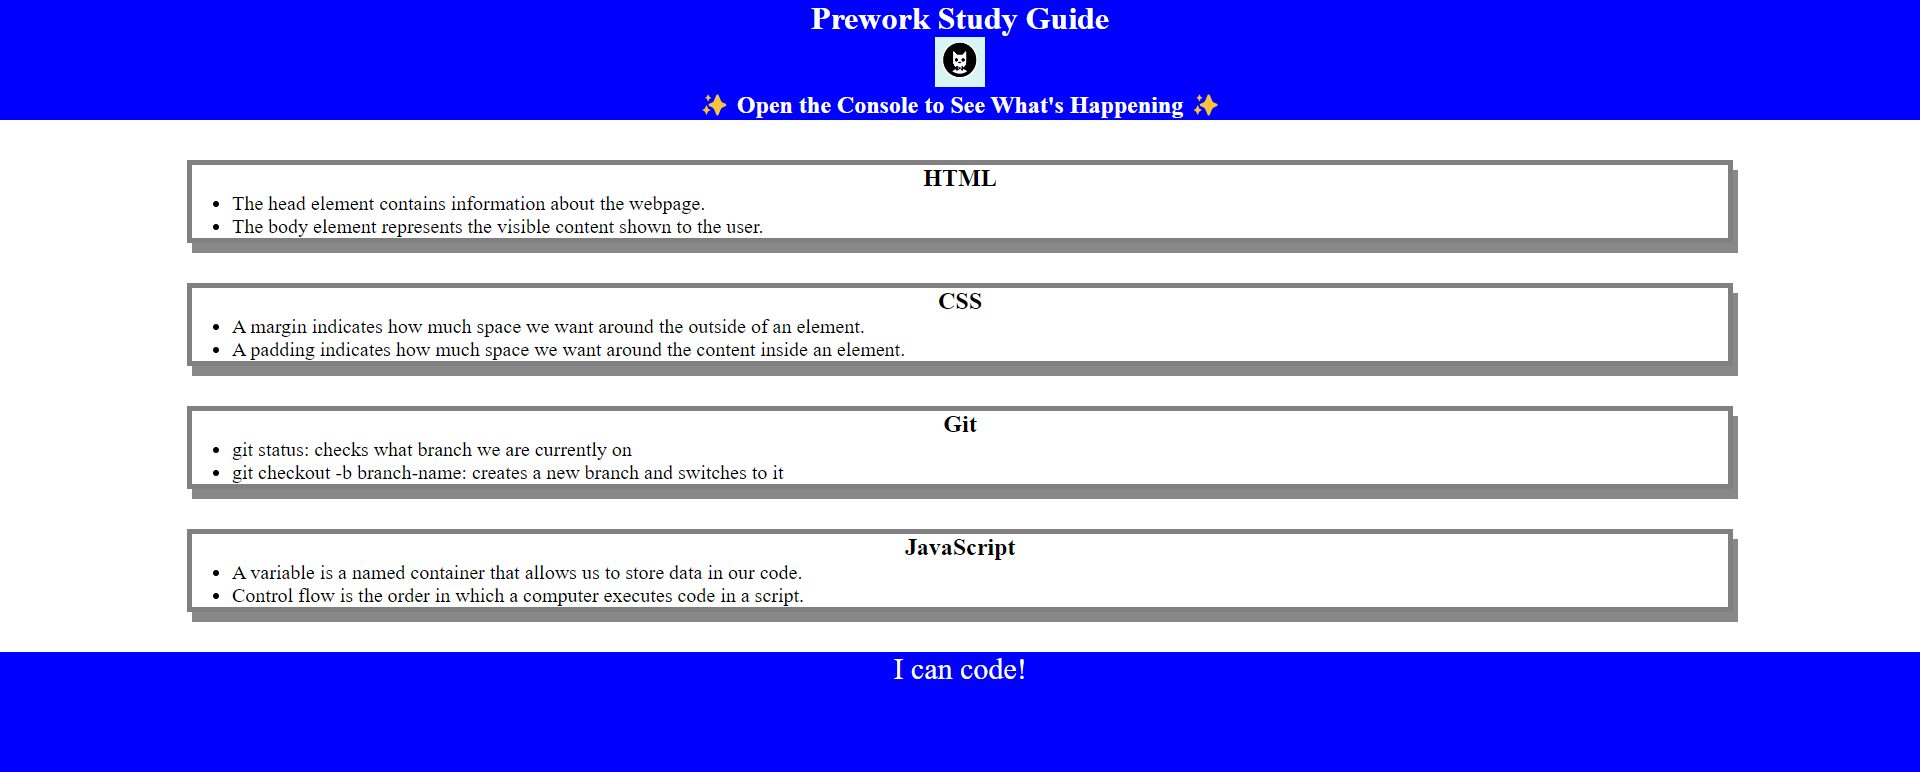 Prework Study Guide
✨ Open the Console to See What's Happening ✨
HTML
• The head element contains information about the webpage.
• The body element represents the visible content shown to the user.
CSS
• A margin indicates how much space we want around the outside of an element.
• A padding indicates how much space we want around the content inside an element.
Git
• git status: checks what branch we are currently on
• git checkout -b branch-name: creates a new branch and switches to it
JavaScript
• A variable is a named container that allows us to store data in our code.
• Control flow is the order in which a computer executes code in a script.
I can code!